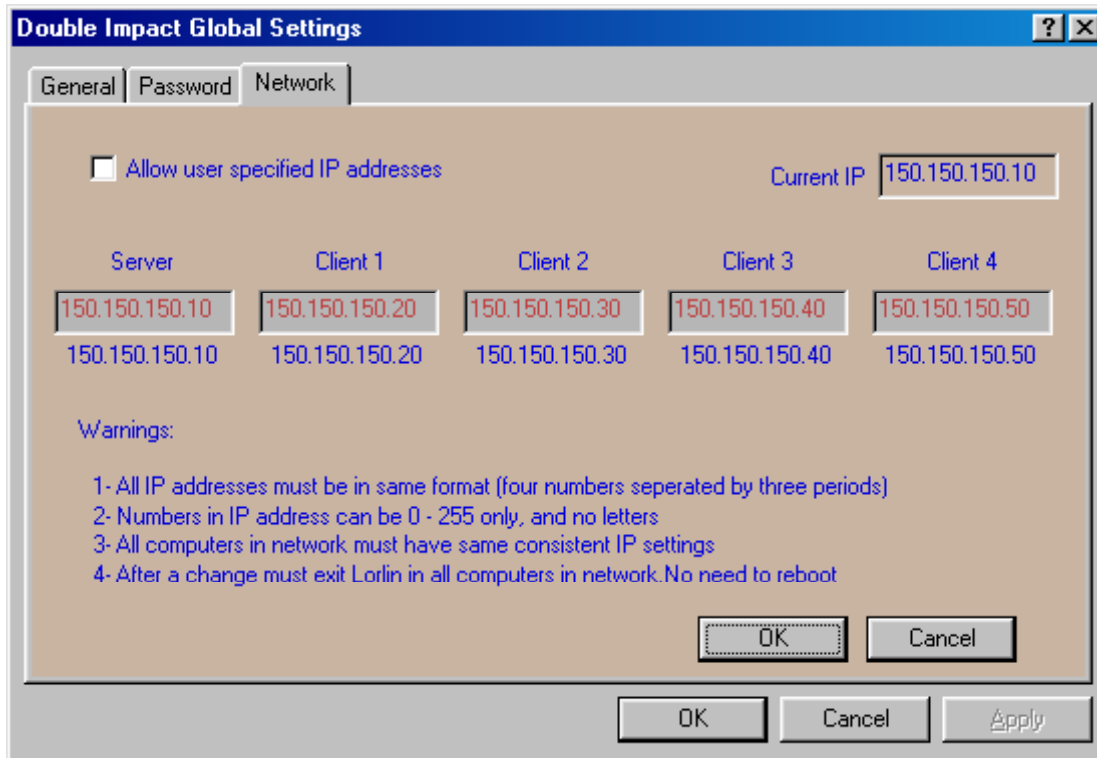 Double Impact Global Settings
General Password Network
Allow user specified IP addresses
Current IP 150.150.150.10
Server Client 1 Client 2 Client 3 Client 4
150.150.150.10 150.150.150.20 150.150.150.30 150.150.150.40 150.150.150.50
150.150.150.10 150.150.150.20 150.150.150.30 150.150.150.40 150.150.150.50
Warnings:
1- All IP addresses must be in same format (four numbers seperated by three periods)
2- Numbers in IP address can be 0 - 255 only, and no letters
3- All computers in network must have same consistent IP settings
4- After a change must exit Lorlin in all computers in network.No need to reboot
OK Cancel
OK Cancel Apply